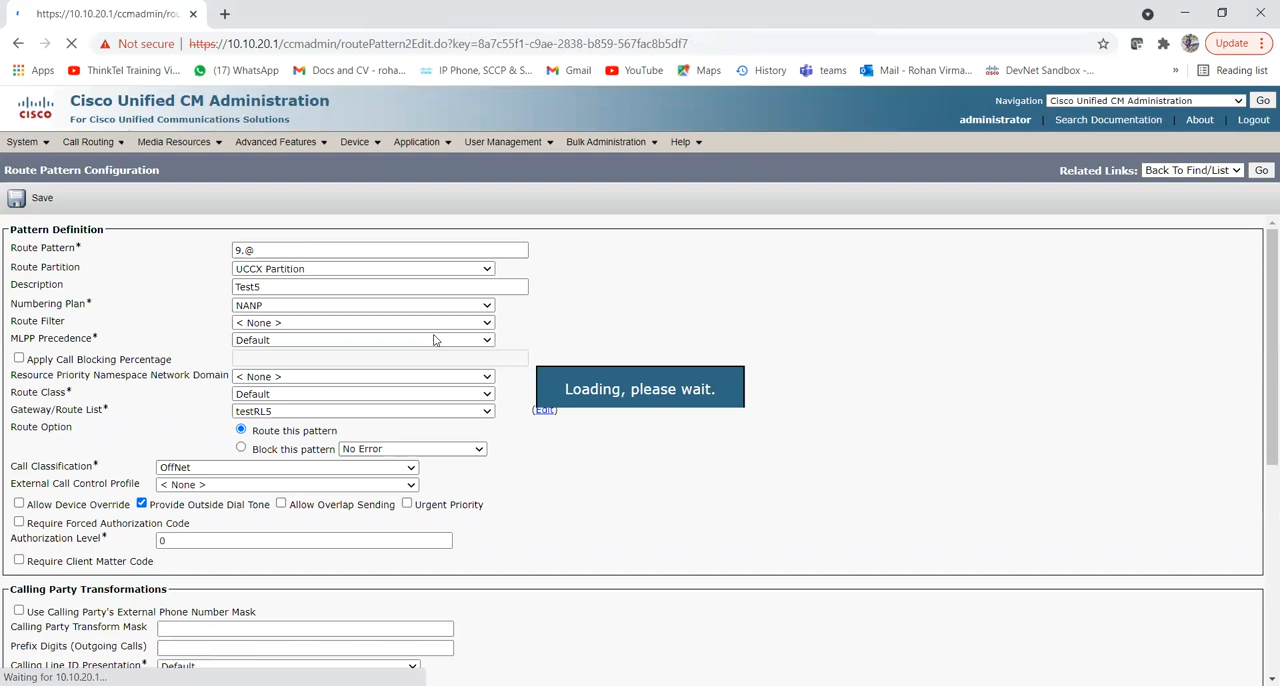 https://10.10.20.1/ccmadmin/rou
Not secure | https://10.10.20.1/ccmadmin/routePattern2Edit.do?key=3a7c55f1-c9ae-2838-b859-567fac8b5df7
Update
Apps ThinkTel Training Vi... (17) WhatsApp Docs and CV - roha... IP Phone, SCCP & S... Gmail YouTube Maps History teams Mail - Rohan Virma... DevNet Sandbox -... » Reading list
Cisco Unified CM Administration
Navigation Cisco Unified CM Administration Go
CISCO
For Cisco Unified Communications Solutions
administrator | Search Documentation | About | Logout
System Call Routing Media Resources Advanced Features Device Application User Management Bulk Administration Help
Route Pattern Configuration
Related Links: Back To Find/List Go
Save
Pattern Definition
Route Pattern* 9.@
Route Partition UCCX Partition
Description Test5
Numbering Plan* NANP
Route Filter < None >
MLPP Precedence* Default
Apply Call Blocking Percentage
Resource Priority Namespace Network Domain < None >
Route Class* Default
Gateway/Route List* testRL5 (Edit)
Loading, please wait.
Route Option Route this pattern
Block this pattern No Error
Call Classification* OffNet
External Call Control Profile < None >
Allow Device Override Provide Outside Dial Tone Allow Overlap Sending Urgent Priority
Require Forced Authorization Code
Authorization Level* 0
Require Client Matter Code
Calling Party Transformations
Use Calling Party's External Phone Number Mask
Calling Party Transform Mask
Prefix Digits (Outgoing Calls)
Calling Line ID Presentation* Default
Waiting for 10.10.20.1...